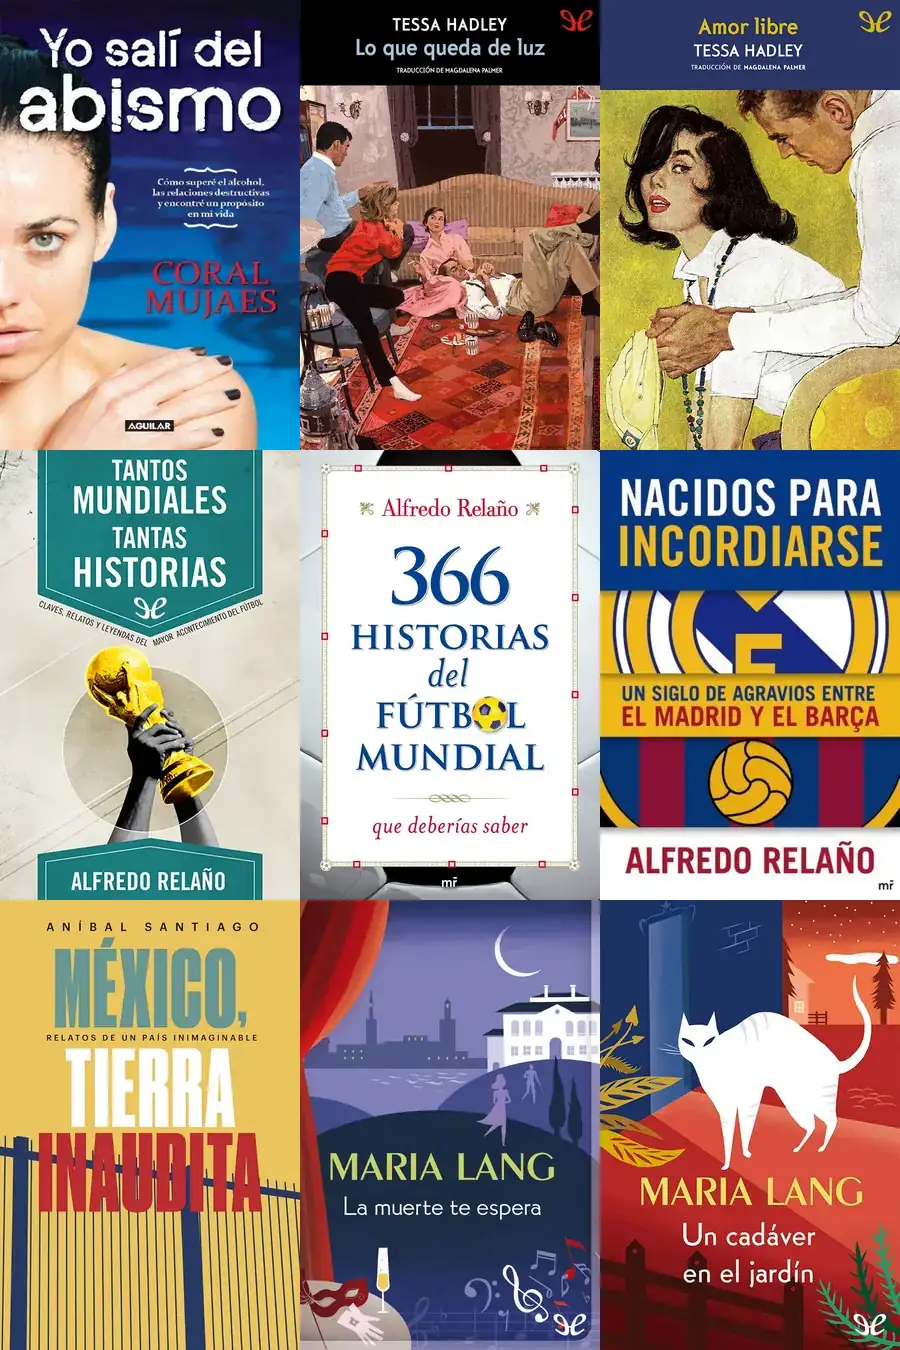 Yo salí del
abismo
Cómo superé el alcohol,
las relaciones destructivas
y encontré un propósito
en mi vida
CORAL
MUJAES
AGUILAR
TESSA HADLEY
Lo que queda de luz
TRADUCCIÓN DE MAGDALENA PALMER
Amor libre
TESSA HADLEY
TRADUCCIÓN DE MAGDALENA PALMER
TANTOS
MUNDIALES
TANTAS
HISTORIAS
CLAVES, RELATOS Y LEYENDAS DEL MAYOR ACONTECIMIENTO DEL FÚTBOL
ALFREDO RELAÑO
Alfredo Relaño
366
HISTORIAS
del
FÚTBOL
MUNDIAL
que deberías saber
mr
NACIDOS PARA
INCORDIARSE
UN SIGLO DE AGRAVIOS ENTRE
EL MADRID Y EL BARÇA
ALFREDO RELAÑO
mr
ANÍBAL SANTIAGO
MÉXICO,
RELATOS DE UN PAÍS INIMAGINABLE
TIERRA
INAUDITA
MARIA LANG
La muerte te espera
MARIA LANG
Un cadáver
en el jardín